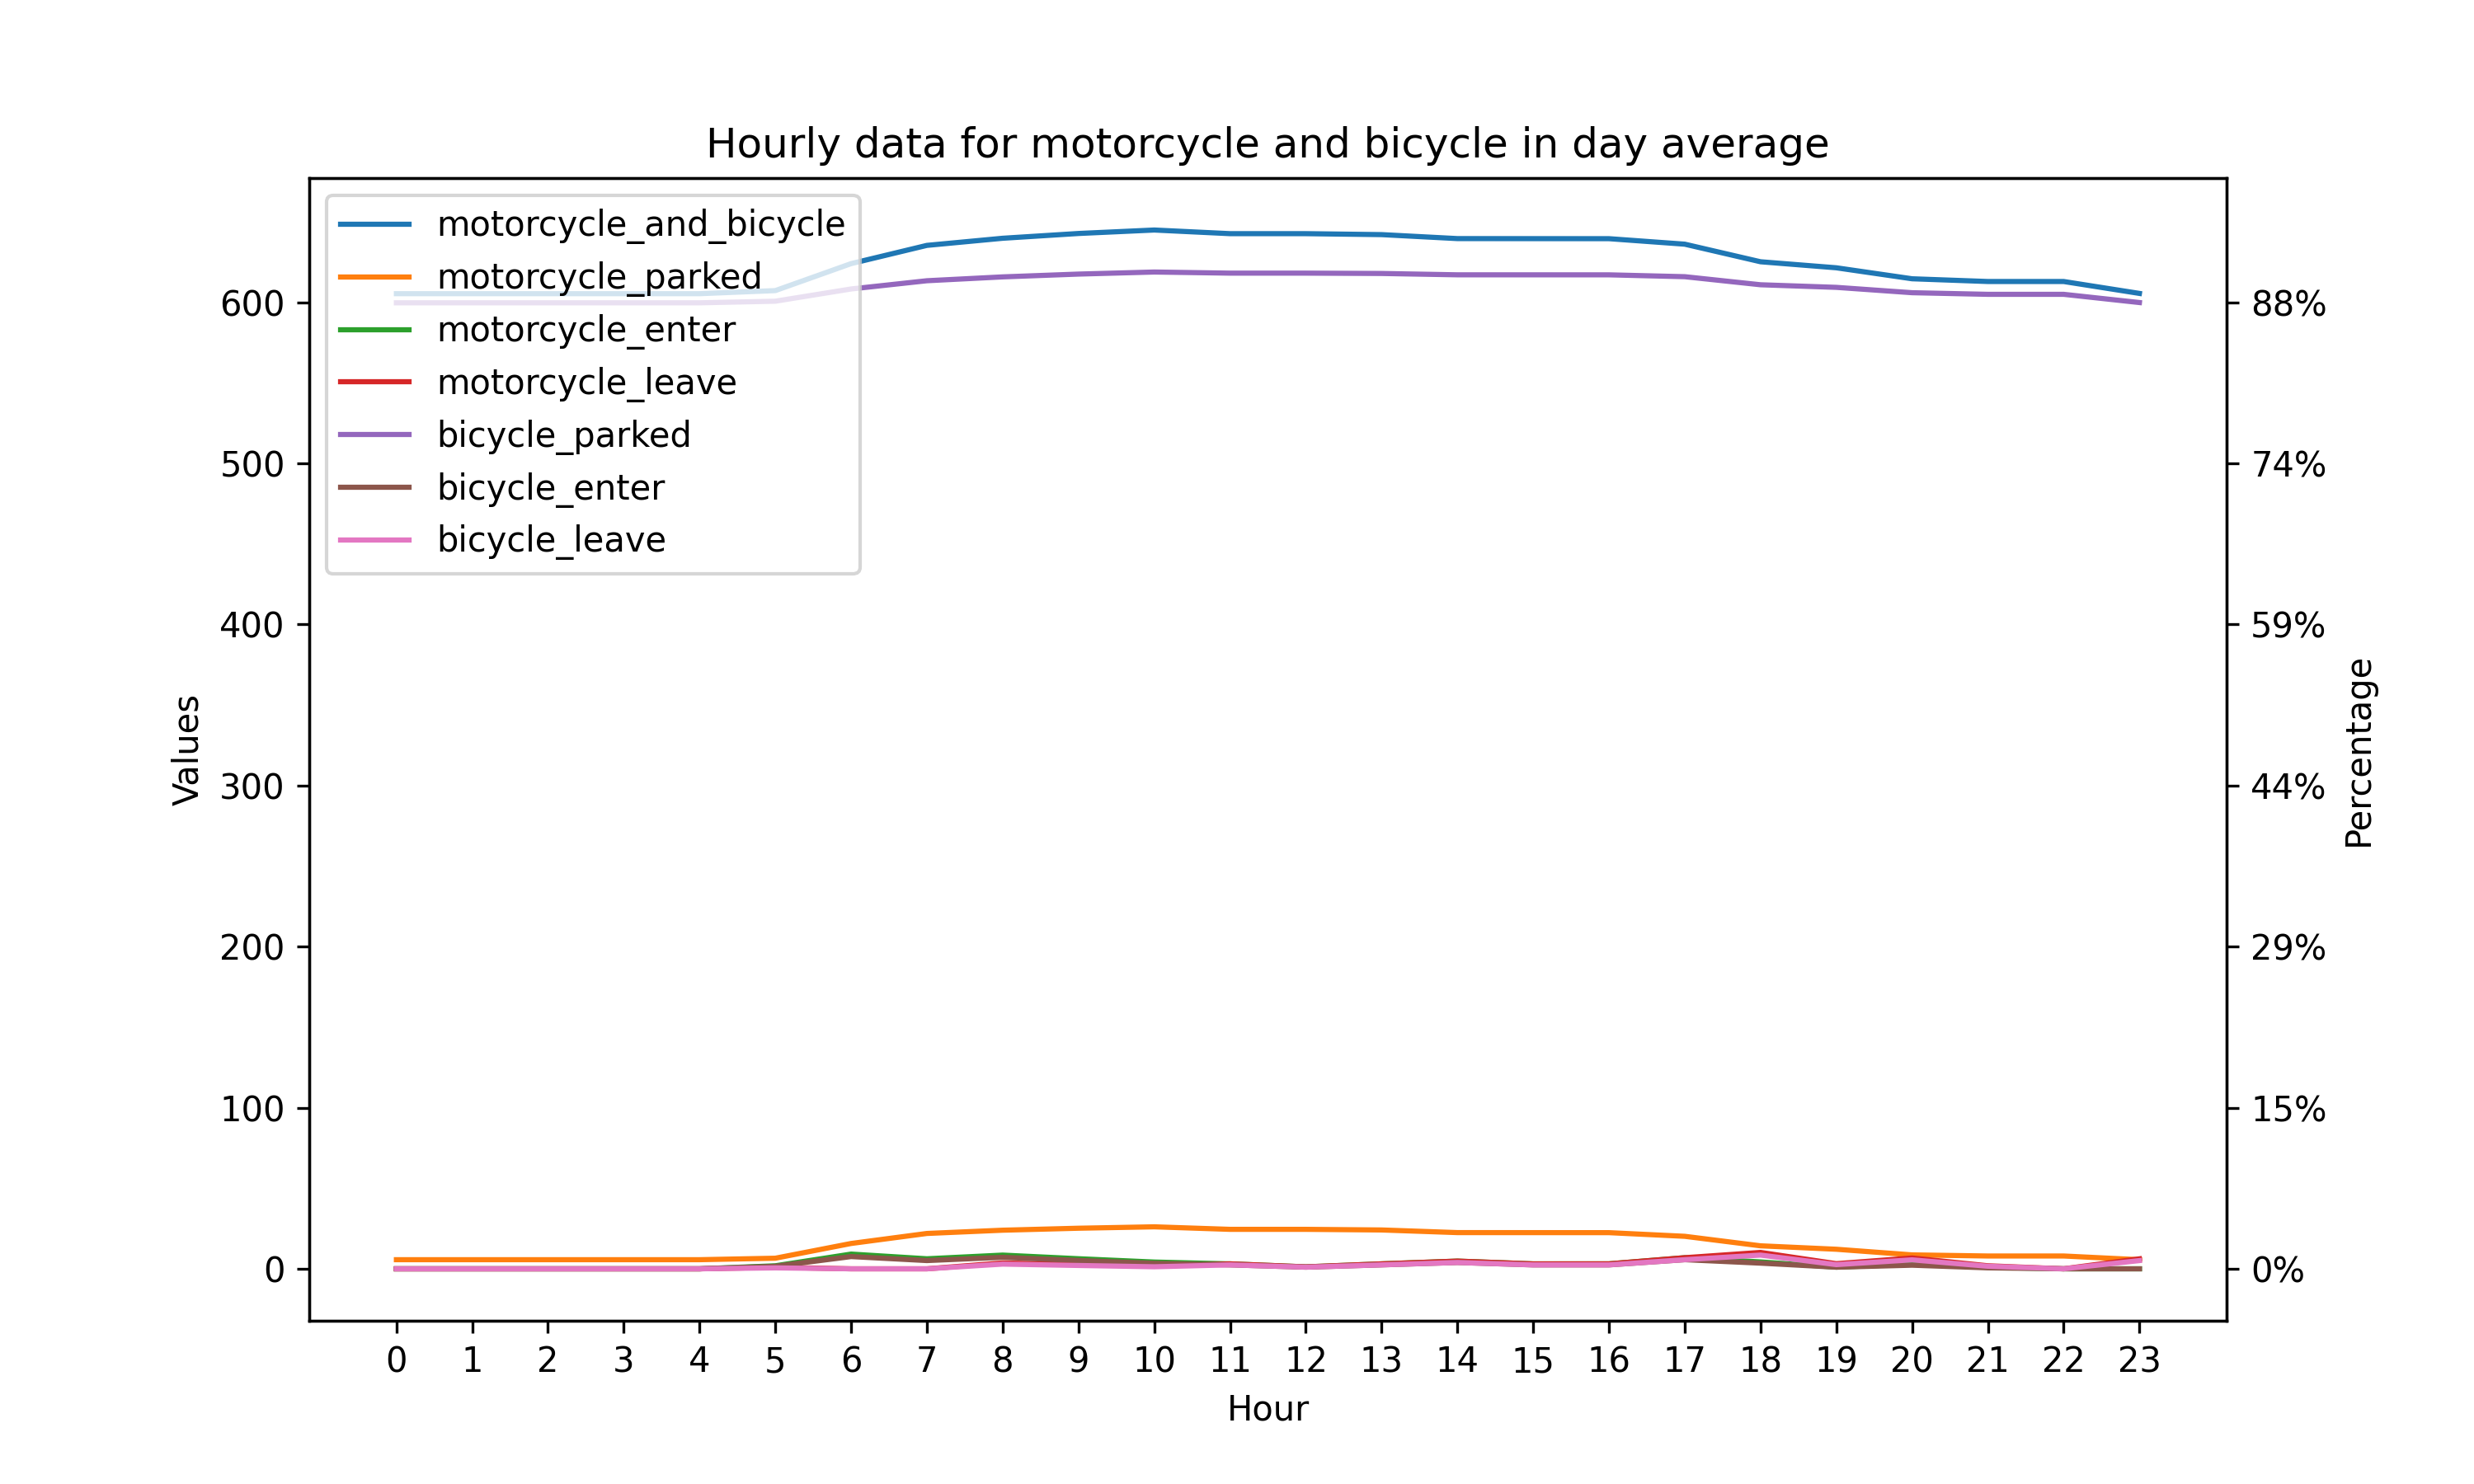 Hourly data for motorcycle and bicycle in day average
motorcycle_and_bicycle
motorcycle_parked
motorcycle_enter
motorcycle_leave
bicycle_parked
bicycle_enter
bicycle_leave
Values
600
500
400
300
200
100
0
88%
74%
59%
44%
29%
15%
0%
Percentage
0 1 2 3 4 5 6 7 8 9 10 11 12 13 14 15 16 17 18 19 20 21 22 23
Hour